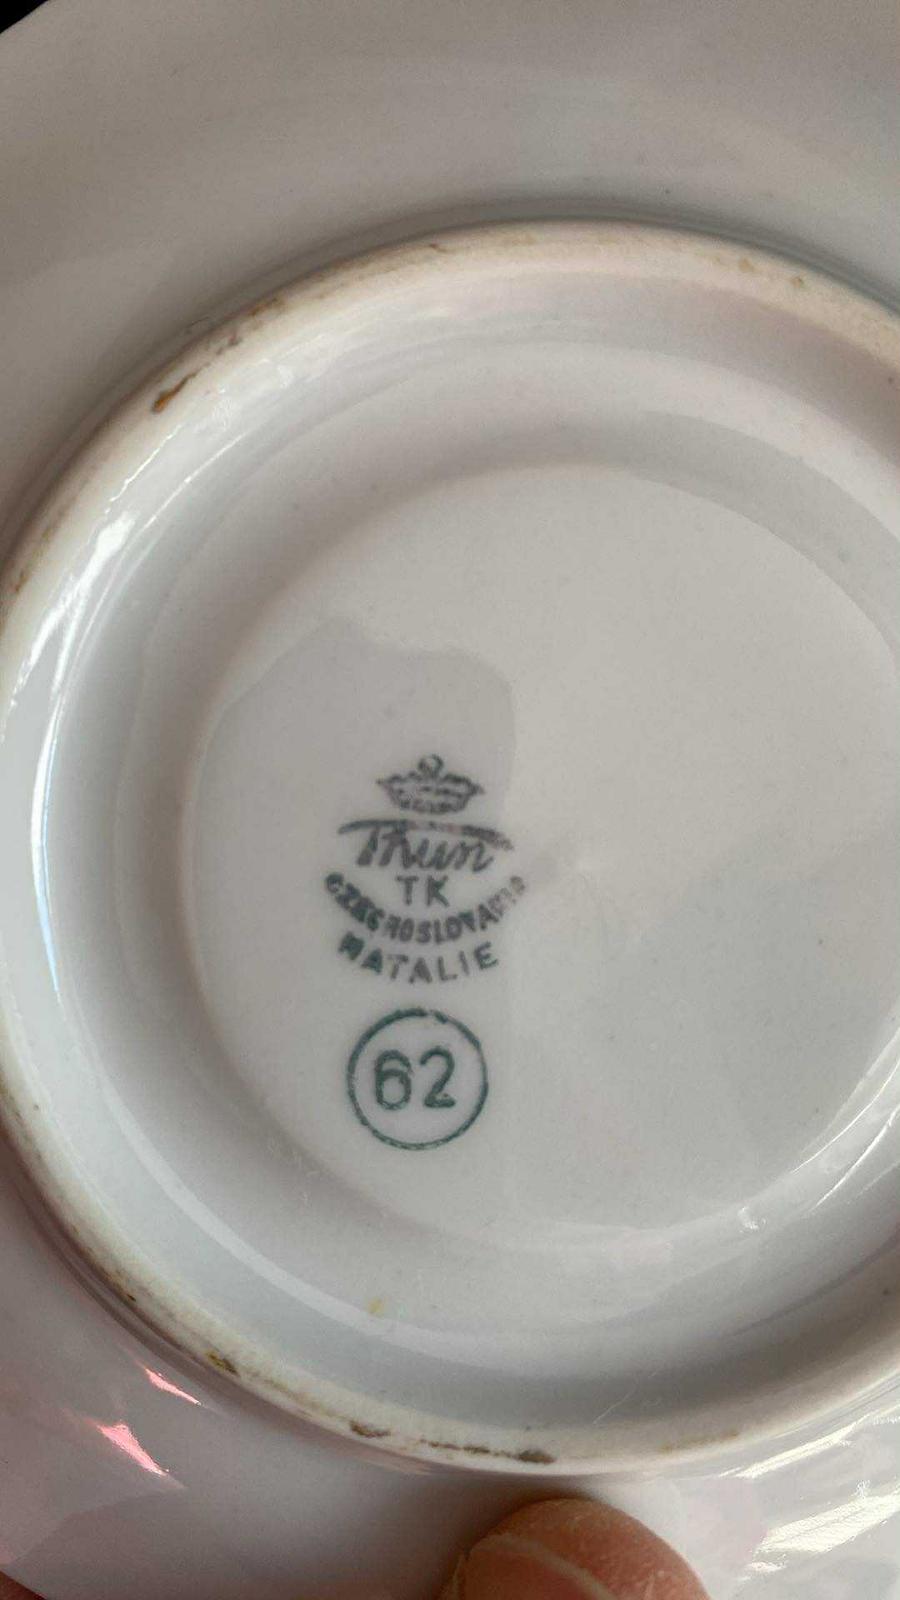 Thun
TK
CZECHOSLOVAKIA
NATALIE
62